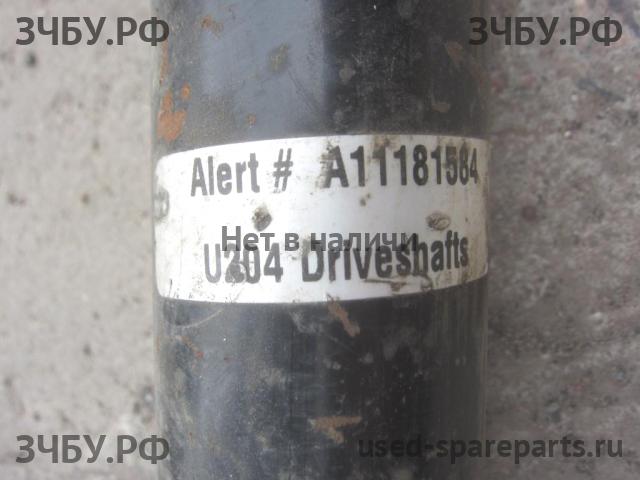 ЗЧБУ.РФ ЗЧБУ.РФ
Alert # A11181584
Нет в наличи
U204 Driveshafts
ЗЧБУ.РФ used-spareparts.ru